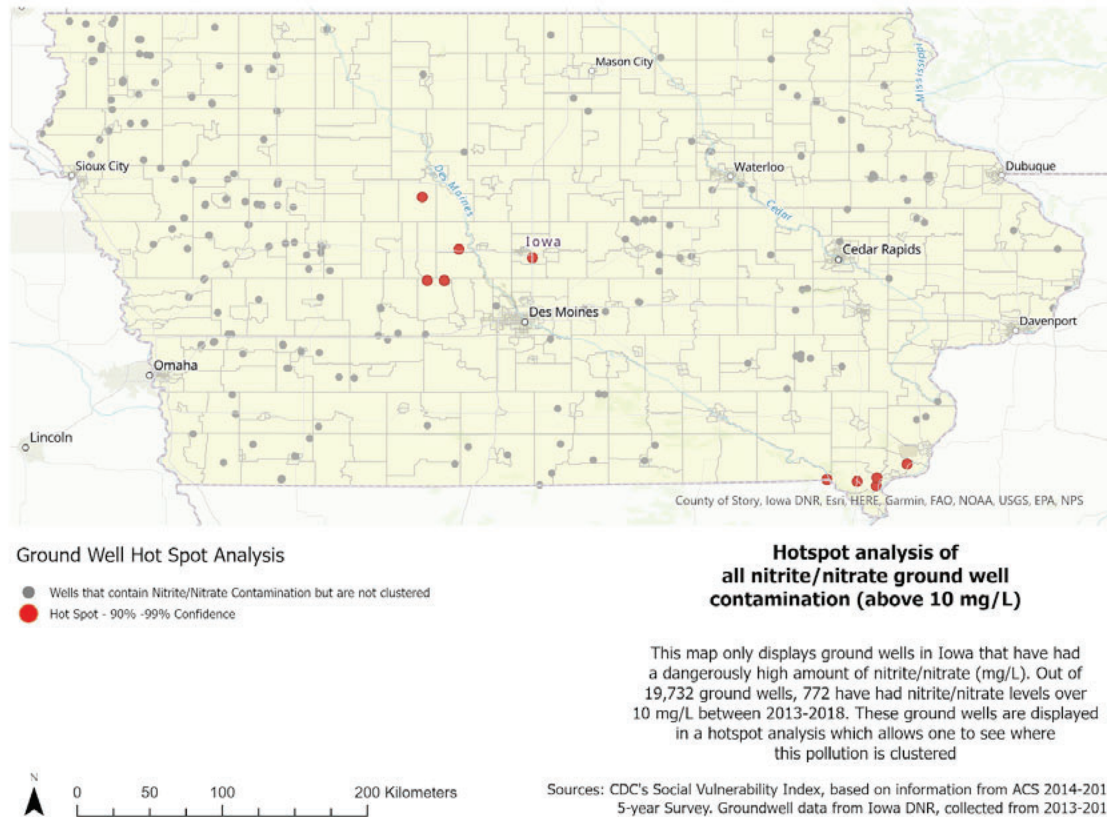 Mason City
Mississippi
Sioux City
Des Moines
Waterloo
Dubuque
Cedar
Iowa
Cedar Rapids
Des Moines
Davenport
Omaha
Lincoln
County of Story, Iowa DNR, Esri, HERE, Garmin, FAO, NOAA, USGS, EPA, NPS
Ground Well Hot Spot Analysis
Wells that contain Nitrite/Nitrate Contamination but are not clustered
Hot Spot - 90% -99% Confidence
Hotspot analysis of
all nitrite/nitrate ground well
contamination (above 10 mg/L)
This map only displays ground wells in Iowa that have had
a dangerously high amount of nitrite/nitrate (mg/L). Out of
19,732 ground wells, 772 have had nitrite/nitrate levels over
10 mg/L between 2013-2018. These ground wells are displayed
in a hotspot analysis which allows one to see where
this pollution is clustered
N
0 50 100 200 Kilometers
Sources: CDC's Social Vulnerability Index, based on information from ACS 2014-201
5-year Survey. Groundwell data from Iowa DNR, collected from 2013-201